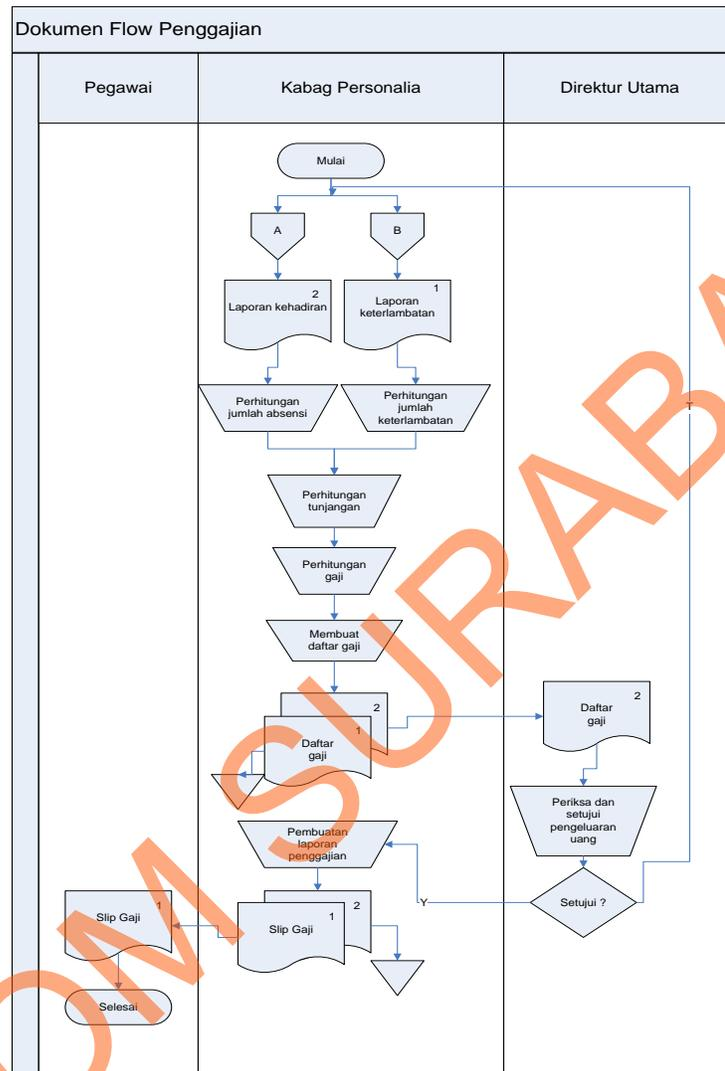 Dokumen Flow Penggajian
Pegawai
Kabag Personalia
Direktur Utama
Mulai
A
B
2
Laporan kehadiran
1
Laporan
keterlambatan
Perhitungan
jumlah absensi
Perhitungan
jumlah
keterlambatan
T
Perhitungan
tunjangan
Perhitungan
gaji
Membuat
daftar gaji
2
1
Daftar
gaji
2
Daftar
gaji
Periksa dan
setujui
pengeluaran
uang
Pembuatan
laporan
penggajian
Setujui ?
Y
2
1
Slip Gaji
1
Slip Gaji
Selesai
OM SURABA